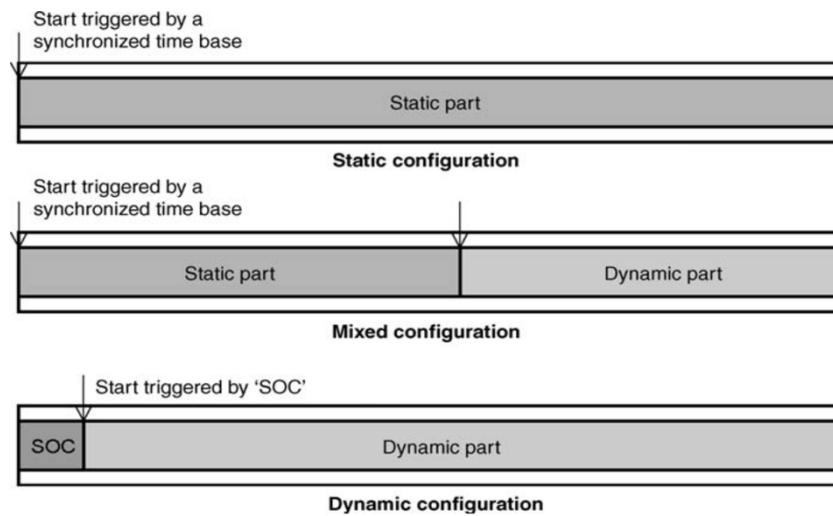 Start triggered by a
synchronized time base
Static part
Static configuration
Start triggered by a
synchronized time base
Static part Dynamic part
Mixed configuration
Start triggered by ‘SOC’
SOC Dynamic part
Dynamic configuration